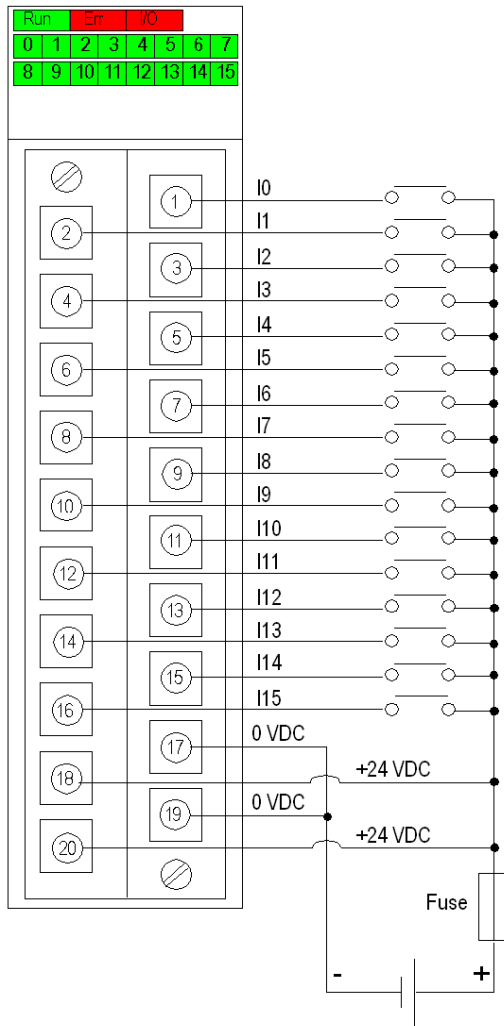 Run Err I/O
0 1 2 3 4 5 6 7
8 9 10 11 12 13 14 15
1 I0
2 I1
3 I2
4 I3
5 I4
6 I5
7 I6
8 I7
9 I8
10 I9
11 I10
12 I11
13 I12
14 I13
15 I14
16 I15
17 0 VDC
18 +24 VDC
19 0 VDC
20 +24 VDC
Fuse
- +